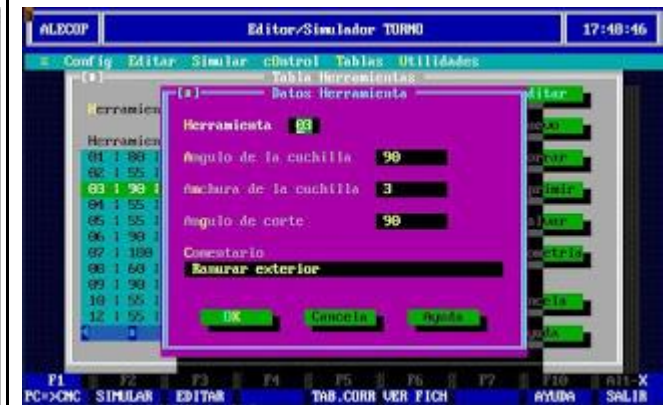 ALECOP Editor/Simulador TORNO 17:48:46
≡ Config Editar Simular cOntrol Tablas Utilidades
Tabla Herramientas
Datos Herramienta
Herramienta 03
Angulo de la cuchilla 90
Anchura de la cuchilla 3
Angulo de corte 90
Comentario
Ranurar exterior
OK Cancela Ayuda
01 | 80 |
02 | 55 |
03 | 90 |
04 | 55 |
05 | 55 |
06 | 90 |
07 | 180
08 | 60 |
09 | 90 |
10 | 55 |
12 | 55 |
F1 F2 F3 F4 F5 F6 F7 F10 Alt-X
PC=>CNC SIMULAR EDITAR TAB.CORR VER FICH AYUDA SALIR